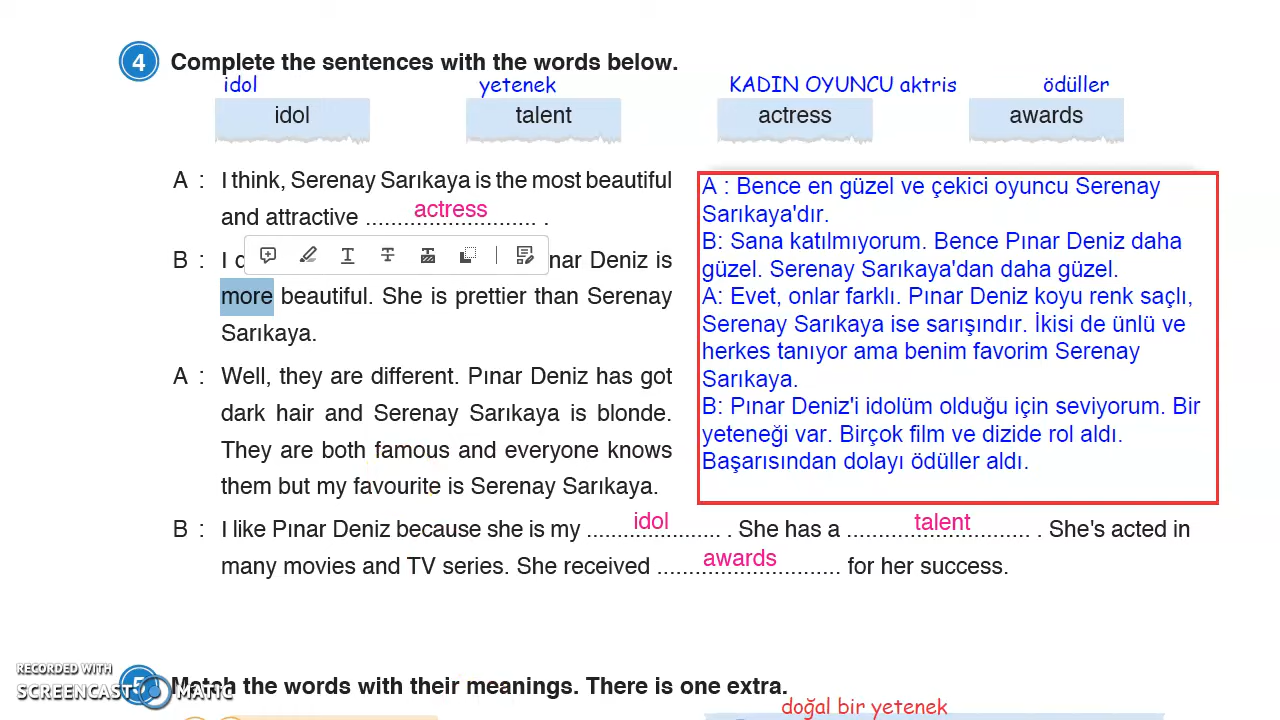 4 Complete the sentences with the words below.
idol yetenek KADIN OYUNCU aktris ödüller
idol talent actress awards
A : I think, Serenay Sarıkaya is the most beautiful
and attractive ........................... .
actress
B : I d nar Deniz is
more beautiful. She is prettier than Serenay
Sarıkaya.
A : Well, they are different. Pınar Deniz has got
dark hair and Serenay Sarıkaya is blonde.
They are both famous and everyone knows
them but my favourite is Serenay Sarıkaya.
A : Bence en güzel ve çekici oyuncu Serenay
Sarıkaya'dır.
B: Sana katılmıyorum. Bence Pınar Deniz daha
güzel. Serenay Sarıkaya'dan daha güzel.
A: Evet, onlar farklı. Pınar Deniz koyu renk saçlı,
Serenay Sarıkaya ise sarışındır. İkisi de ünlü ve
herkes tanıyor ama benim favorim Serenay
Sarıkaya.
B: Pınar Deniz'i idolüm olduğu için seviyorum. Bir
yeteneği var. Birçok film ve dizide rol aldı.
Başarısından dolayı ödüller aldı.
B : I like Pınar Deniz because she is my idol ..................... . She has a talent ............................. . She's acted in
many movies and TV series. She received awards ............................. for her success.
5 Match the words with their meanings. There is one extra.
doğal bir yetenek
RECORDED WITH
SCREENCAST MATIC